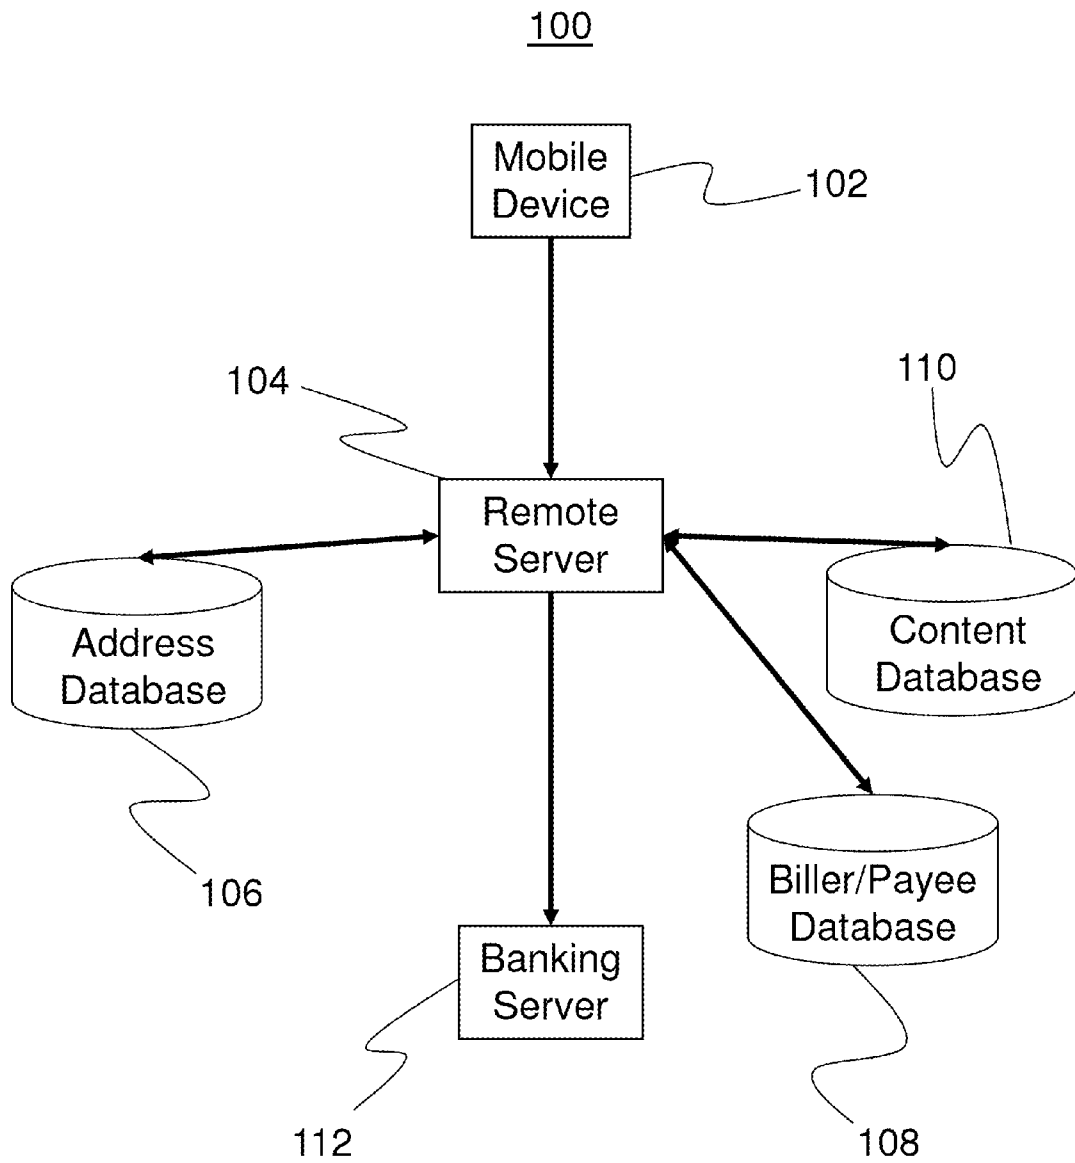 100
Mobile
Device
102
104
110
Remote
Server
Address
Database
Content
Database
106
Biller/Payee
Database
Banking
Server
112
108